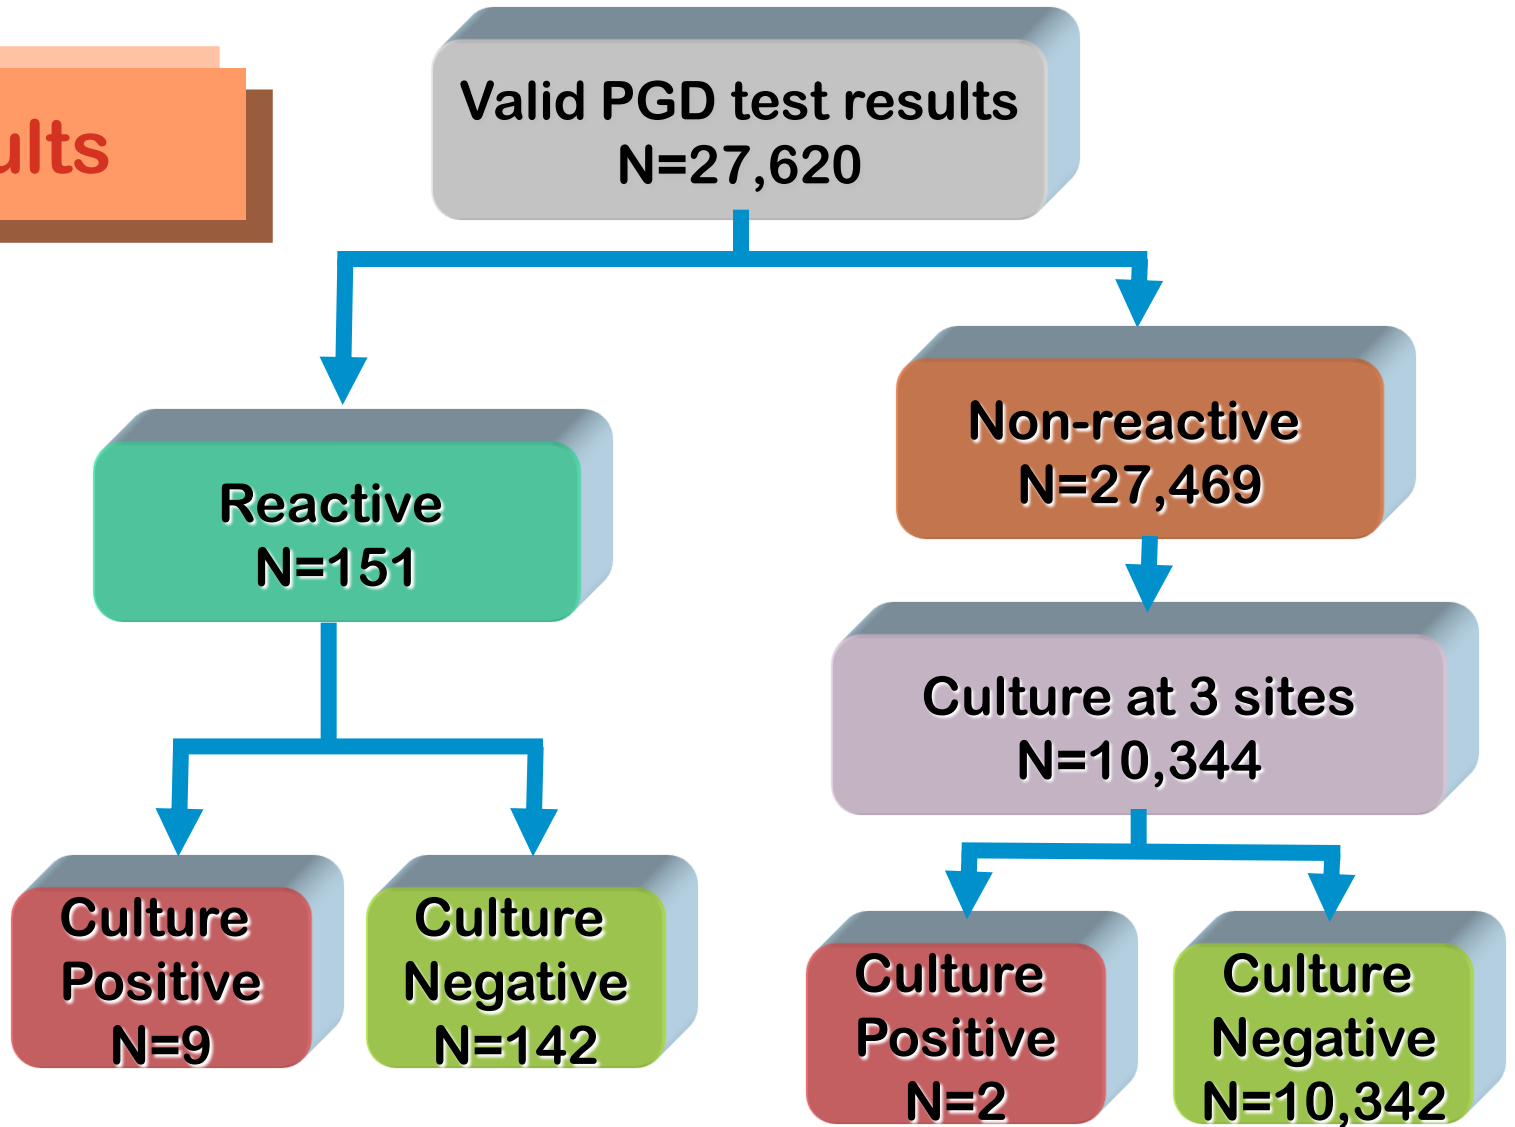 ults
Valid PGD test results
N=27,620
Non-reactive
N=27,469
Reactive
N=151
Culture at 3 sites
N=10,344
Culture
Positive
N=9
Culture
Negative
N=142
Culture
Positive
N=2
Culture
Negative
N=10,342